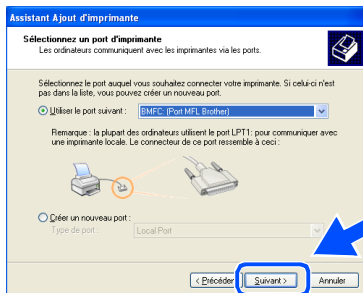 Assistant Ajout d'imprimante
Sélectionnez un port d'imprimante
Les ordinateurs communiquent avec les imprimantes via les ports.
Sélectionnez le port auquel vous souhaitez connecter votre imprimante. Si celui-ci n'est
pas dans la liste, vous pouvez créer un nouveau port.
Utiliser le port suivant : BMFC: (Port MFL Brother)
Remarque : la plupart des ordinateurs utilisent le port LPT1: pour communiquer avec
une imprimante locale. Le connecteur de ce port ressemble à ceci :
Créer un nouveau port :
Type de port : Local Port
< Précédent Suivant > Annuler